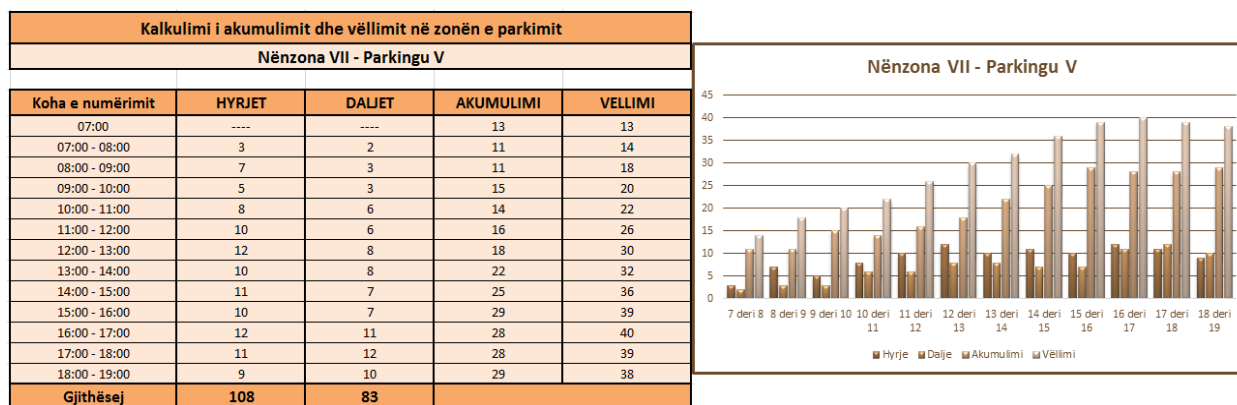 Kalkulimi i akumulimit dhe vëllimit në zonën e parkimit
Nënzona VII - Parkingu V
Koha e numërimit HYRJET DALJET AKUMULIMI VELLIMI
07:00 ---- ---- 13 13
07:00 - 08:00 3 2 11 14
08:00 - 09:00 7 3 11 18
09:00 - 10:00 5 3 15 20
10:00 - 11:00 8 6 14 22
11:00 - 12:00 10 6 16 26
12:00 - 13:00 12 8 18 30
13:00 - 14:00 10 8 22 32
14:00 - 15:00 11 7 25 36
15:00 - 16:00 10 7 29 39
16:00 - 17:00 12 11 28 40
17:00 - 18:00 11 12 28 39
18:00 - 19:00 9 10 29 38
Gjithësej 108 83
Nënzona VII - Parkingu V
45
40
35
30
25
20
15
10
5
0
7 deri 8 8 deri 9 9 deri 10 10 deri 11 deri 12 deri 13 deri 14 deri 15 deri 16 deri 17 deri 18 deri
11 12 13 14 15 16 17 18 19
Hyrje Dalje Akumulimi Vëllimi